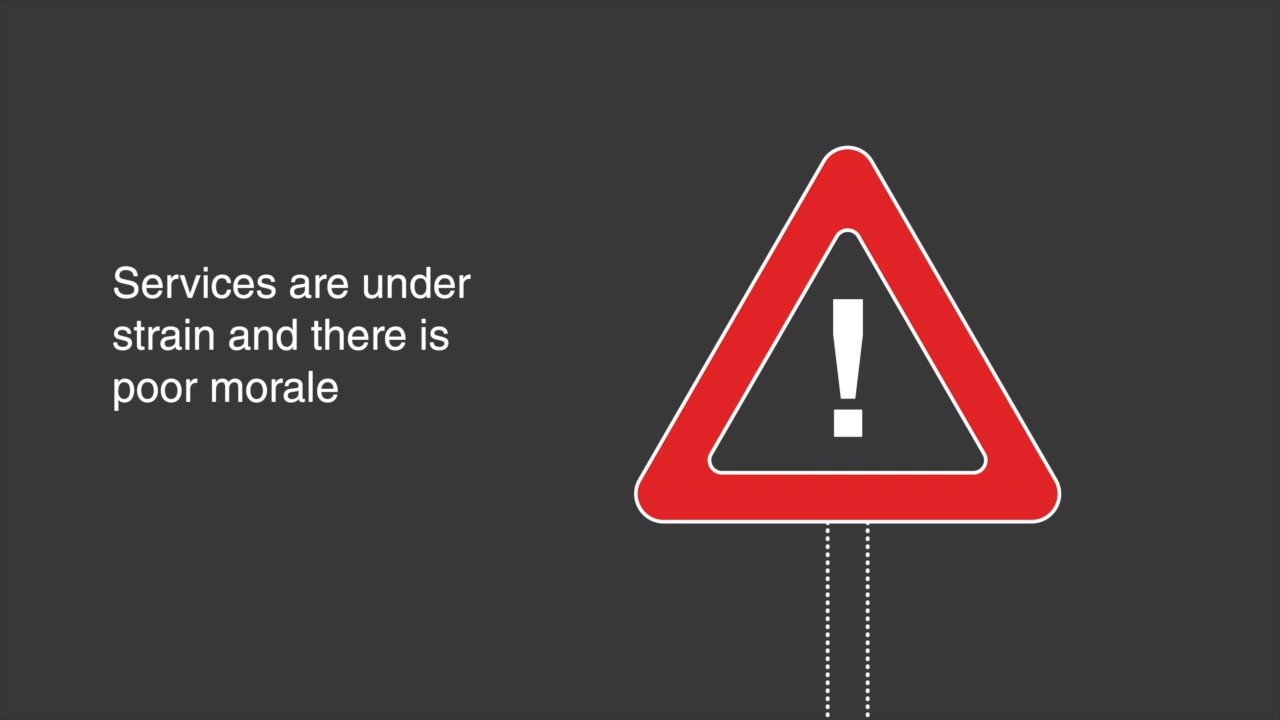 Services are under
strain and there is
poor morale
!